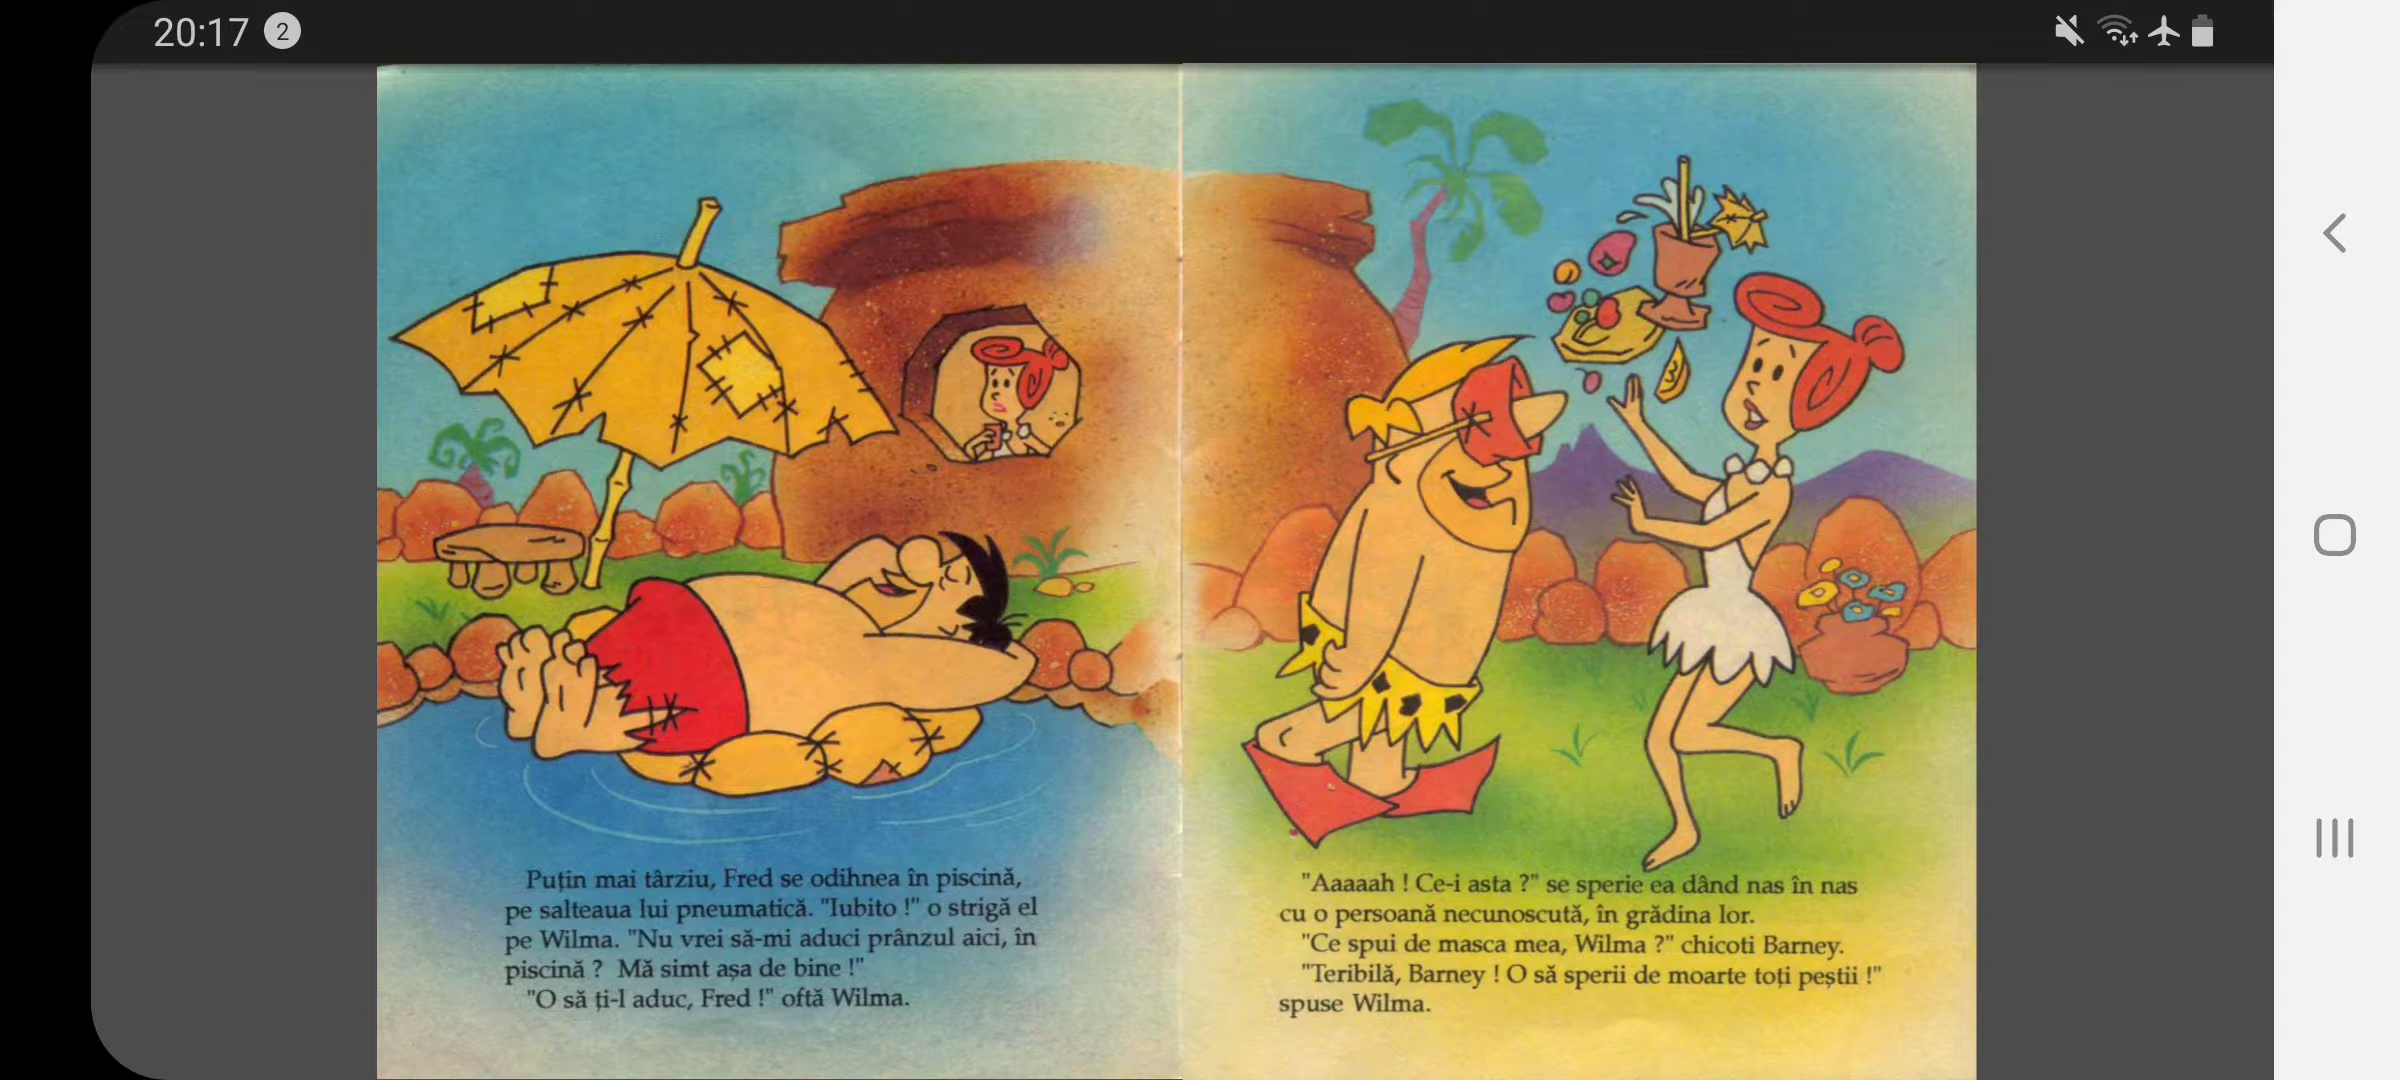 20:17 2
Puțin mai târziu, Fred se odihnea în piscină,
pe salteaua lui pneumatică. "Iubito !" o strigă el
pe Wilma. "Nu vrei să-mi aduci prânzul aici, în
piscină ? Mă simt așa de bine !"
"O să ți-l aduc, Fred !" oftă Wilma.
"Aaaaah ! Ce-i asta ?" se sperie ea dând nas în nas
cu o persoană necunoscută, în grădina lor.
"Ce spui de masca mea, Wilma ?" chicoti Barney.
"Teribilă, Barney ! O să sperii de moarte toți peștii !"
spuse Wilma.